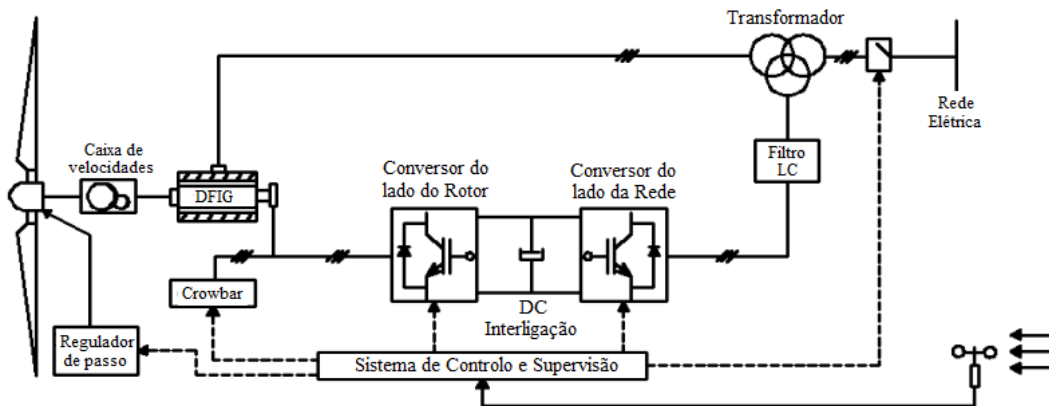 Transformador
Rede
Elétrica
Caixa de
velocidades
DFIG
Conversor do
lado do Rotor
Conversor do
lado da Rede
Filtro
LC
Crowbar
DC
Interligação
Regulador
de passo
Sistema de Controlo e Supervisão